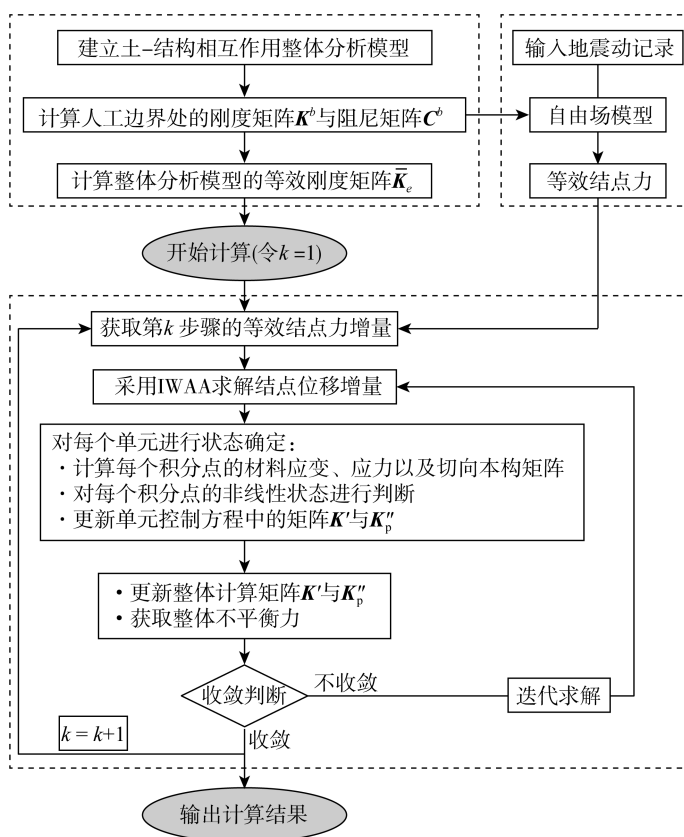 建立土-结构相互作用整体分析模型
计算人工边界处的刚度矩阵K^b与阻尼矩阵C^b
计算整体分析模型的等效刚度矩阵K̄_e
输入地震动记录
自由场模型
等效结点力
开始计算(令k=1)
获取第k步骤的等效结点力增量
采用IWAA求解结点位移增量
对每个单元进行状态确定:
·计算每个积分点的材料应变、应力以及切向本构矩阵
·对每个积分点的非线性状态进行判断
·更新单元控制方程中的矩阵K′与K″_p
·更新整体计算矩阵K′与K″_p
·获取整体不平衡力
收敛判断
不收敛
迭代求解
k=k+1
收敛
输出计算结果